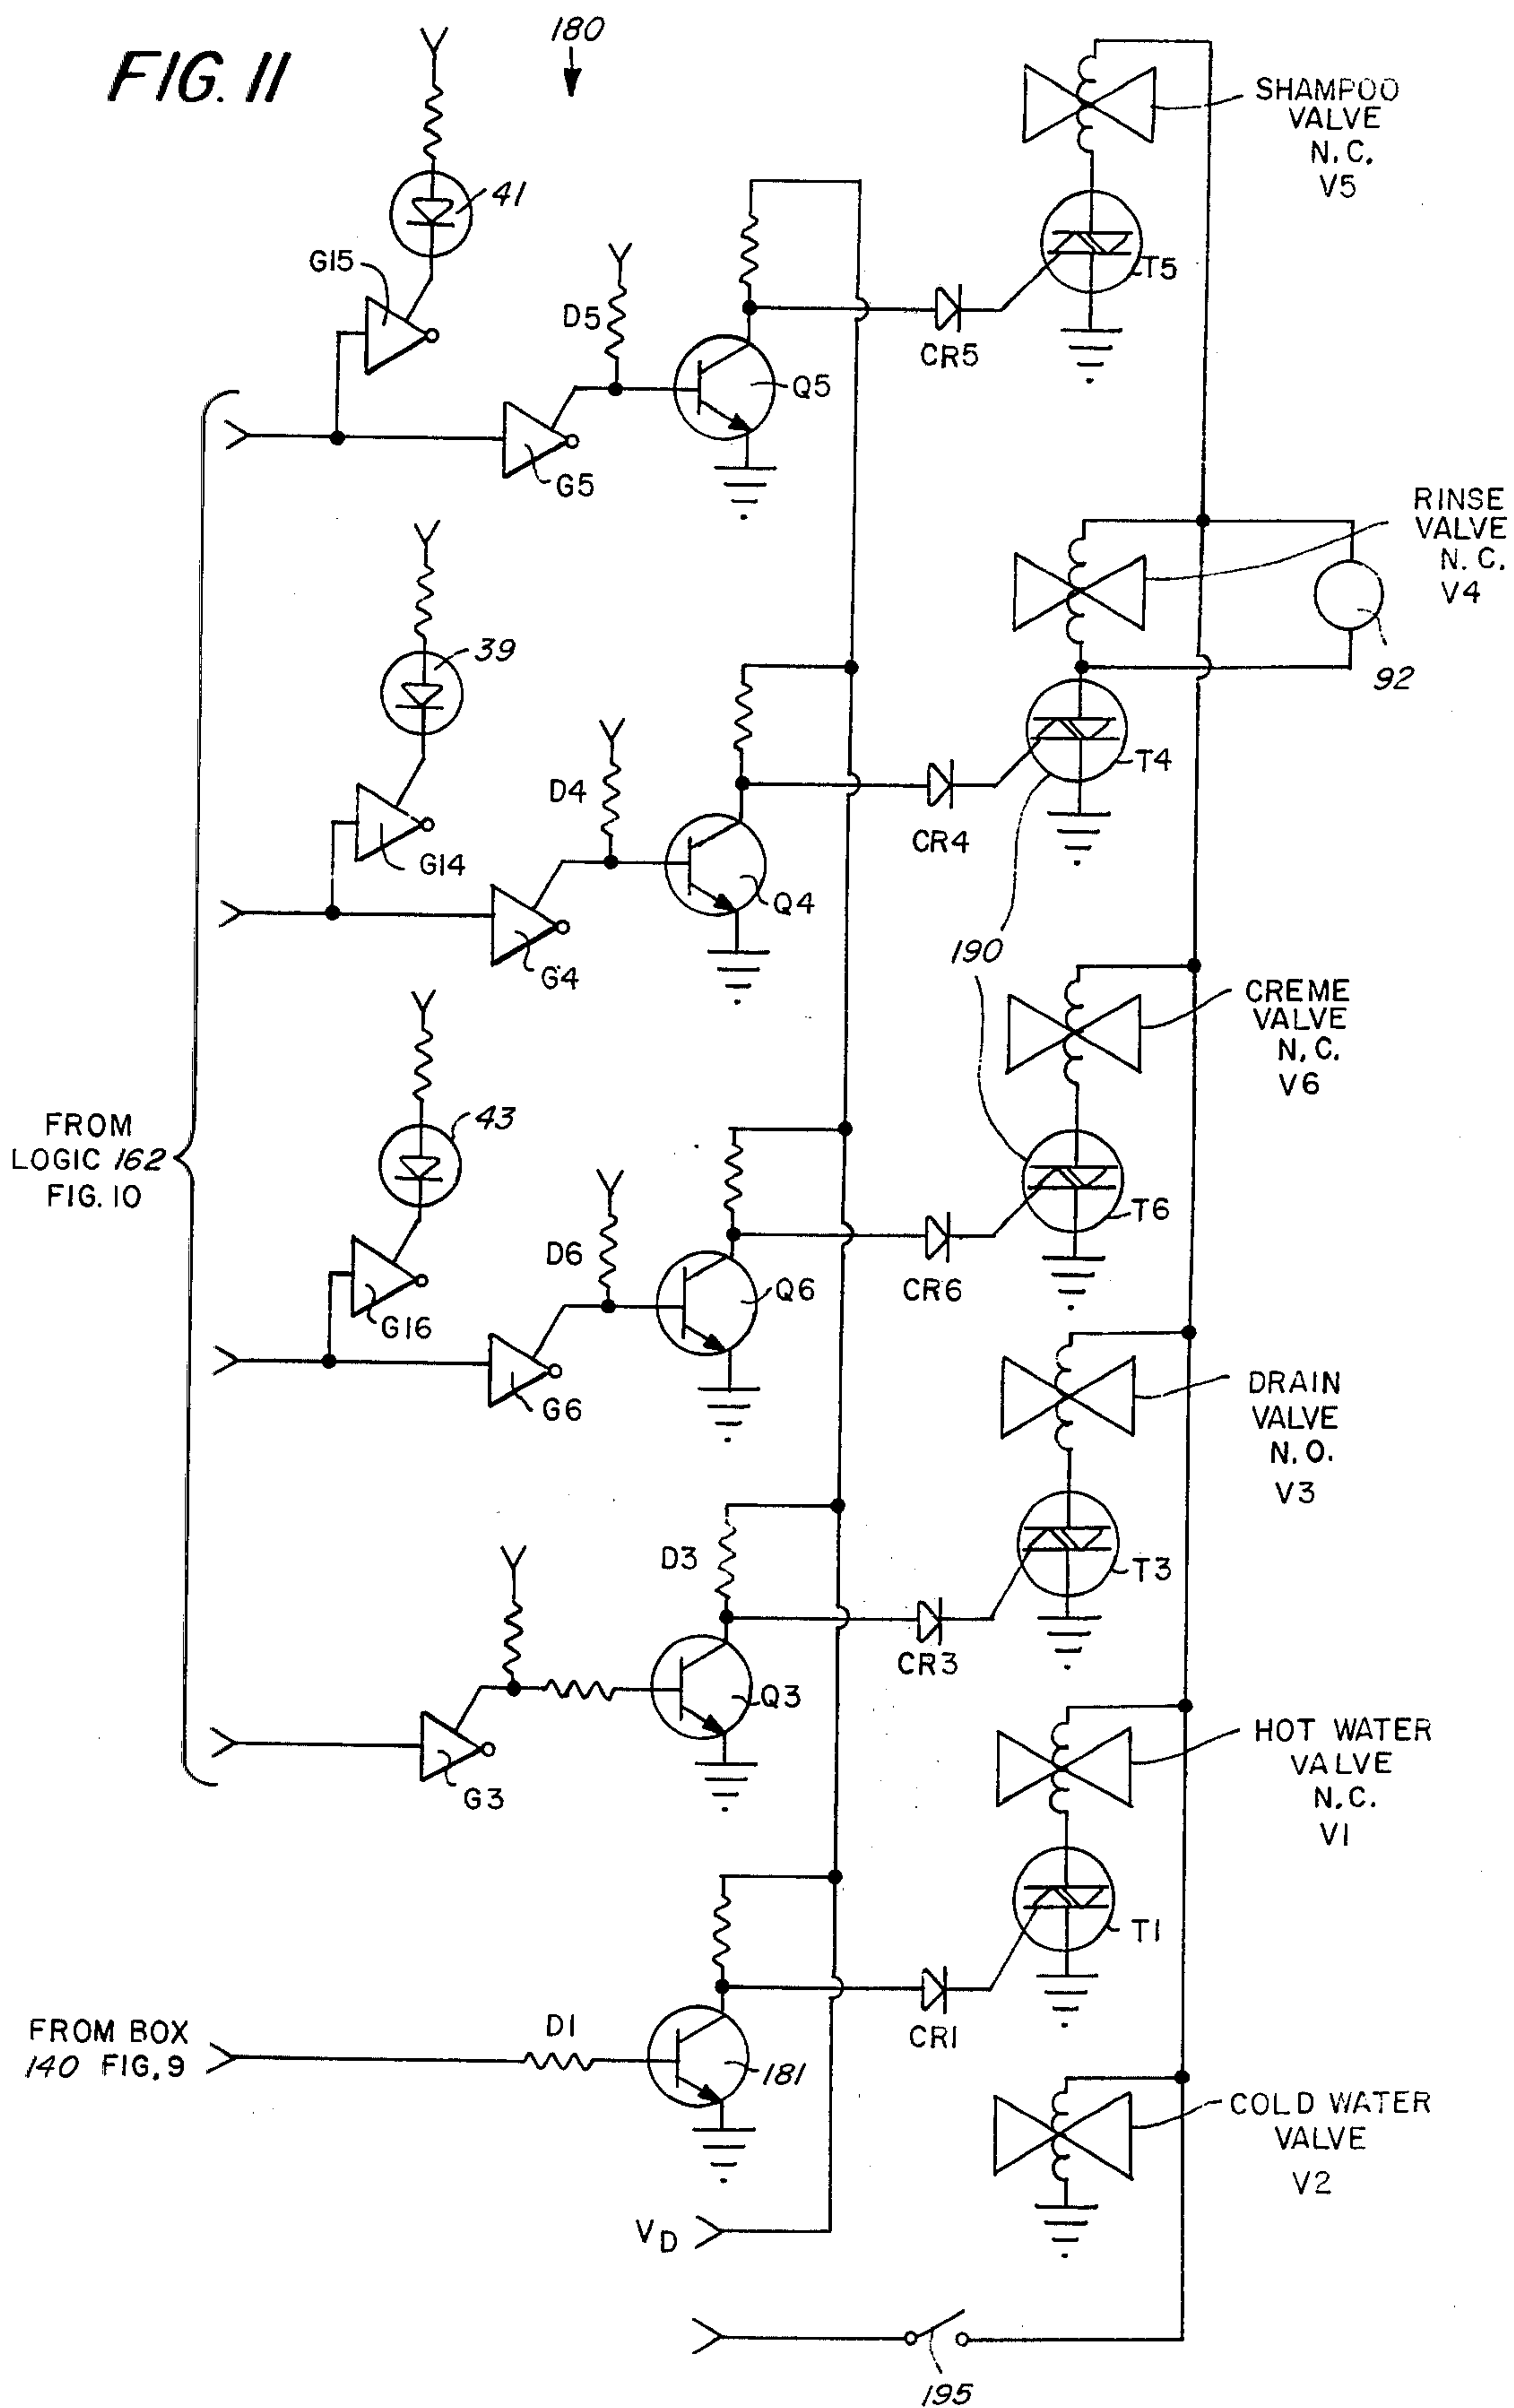 FIG. 11
180
SHAMPOO
VALVE
N.C.
V5
41
G15
T5
D5
CR5
Q5
G5
RINSE
VALVE
N.C.
V4
39
92
T4
D4
CR4
G14
Q4
G4
190
CREME
VALVE
N.C.
V6
FROM
LOGIC 162
FIG. 10
43
T6
D6
CR6
Q6
G16
G6
DRAIN
VALVE
N.O.
V3
D3
T3
CR3
Q3
G3
HOT WATER
VALVE
N.C.
V1
T1
FROM BOX
140 FIG. 9
D1
CR1
181
COLD WATER
VALVE
V2
VD
195